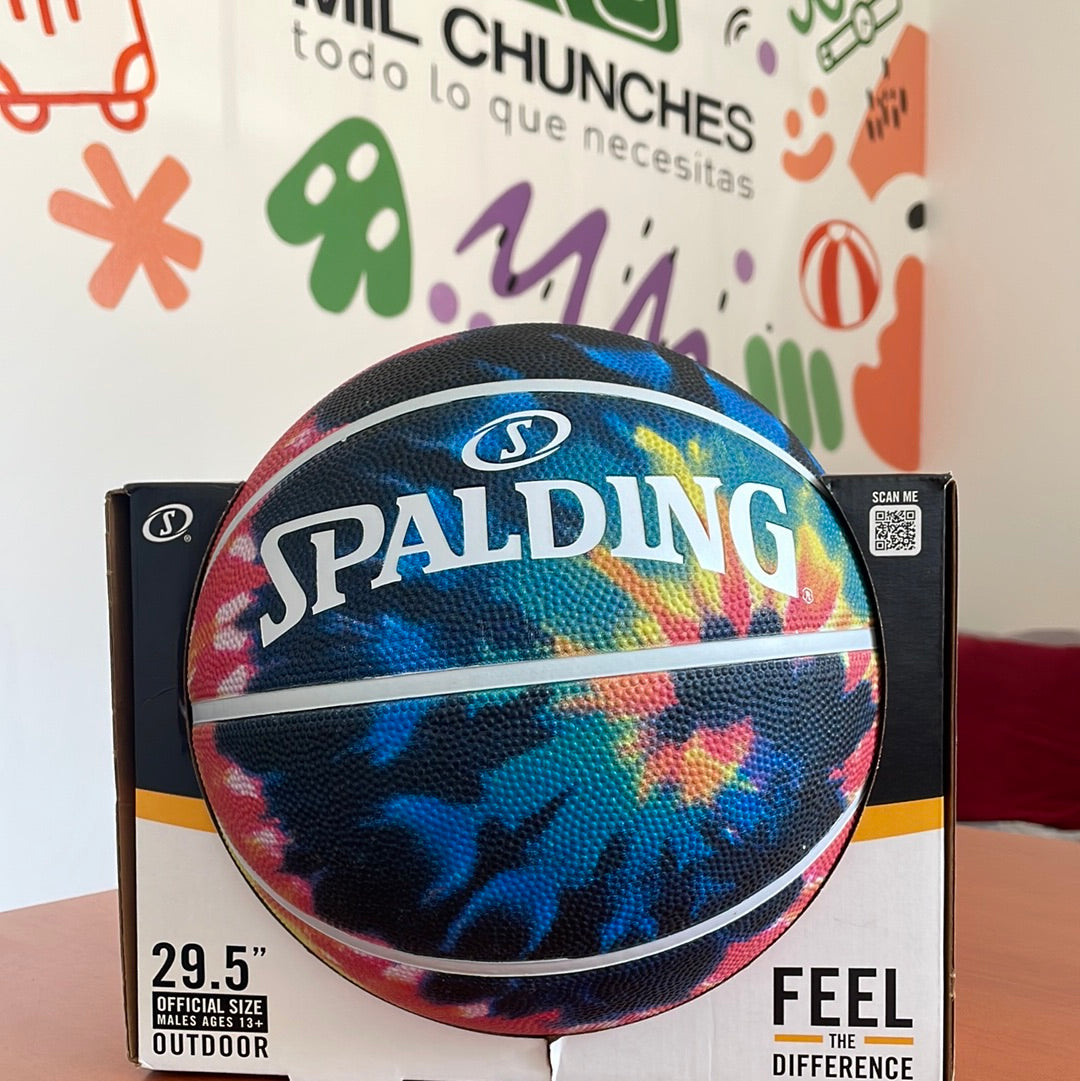 MIL CHUNCHES
todo lo que necesitas
S
SPALDING®
S®
SCAN ME
29.5”
OFFICIAL SIZE
MALES AGES 13+
OUTDOOR
FEEL
THE
DIFFERENCE